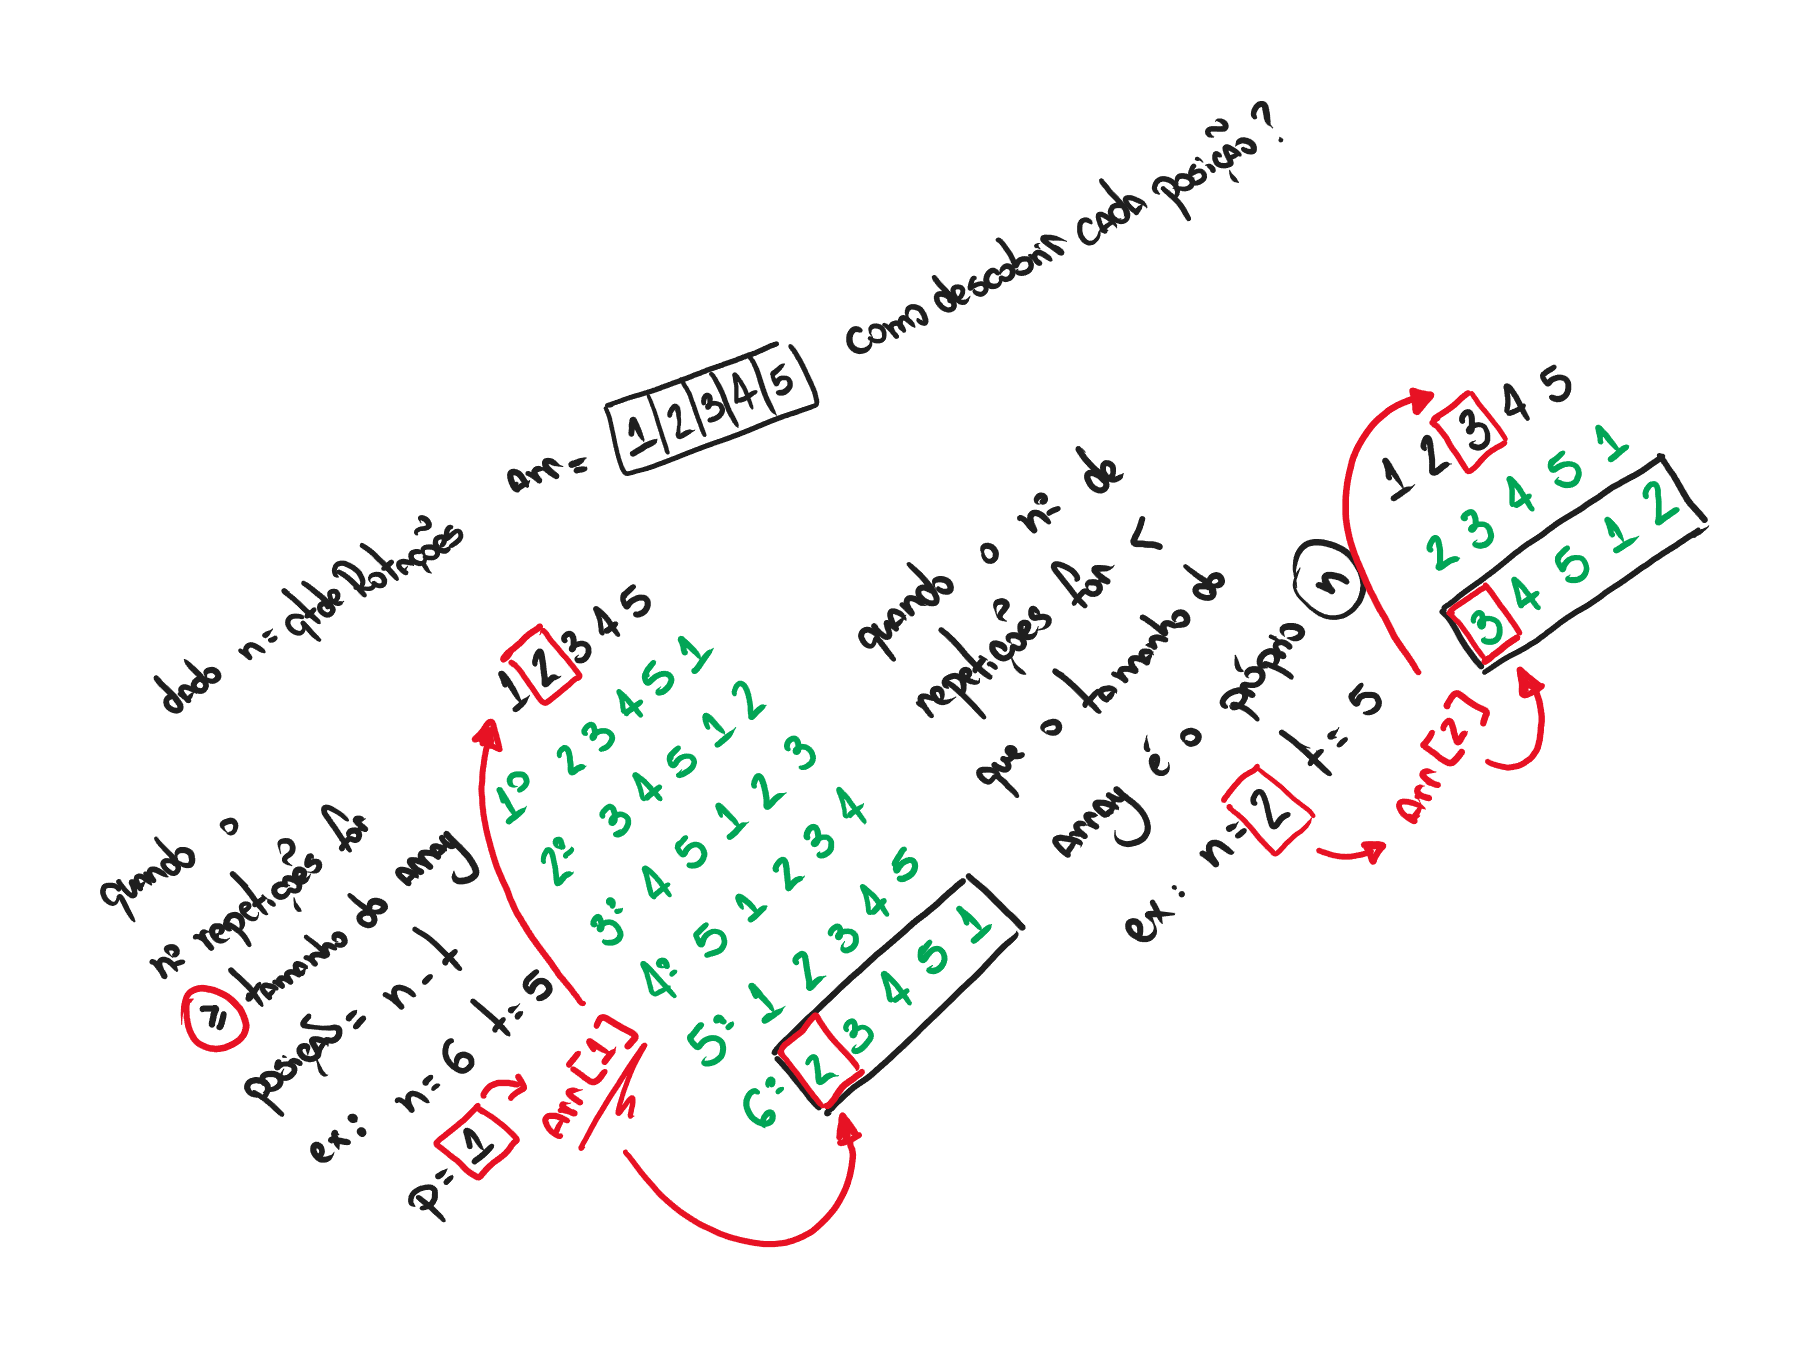 dado n = qtde Rotações arr = 1 2 3 4 5 como descobrir cada posição?
quando o
nº repetições for
≥ tamanho do array
posição = n - t
ex: n = 6 t = 5
P = 1
Arr[1]
1 2 3 4 5
1º 2 3 4 5 1
2º 3 4 5 1 2
3º 4 5 1 2 3
4º 5 1 2 3 4
5º 1 2 3 4 5
6º 2 3 4 5 1
quando o nº de
repetições for <
que o tamanho do
array é o próprio n
ex: n = 2 t = 5
Arr[2]
1 2 3 4 5
2 3 4 5 1
3 4 5 1 2